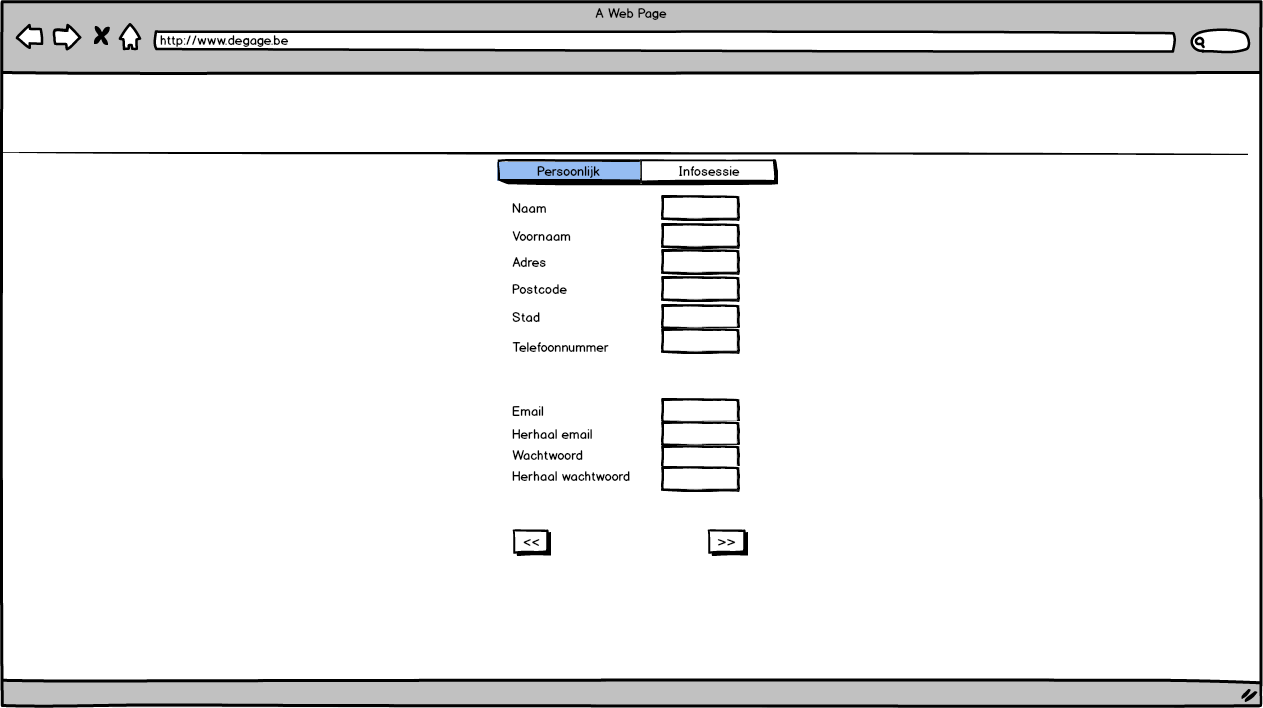 A Web Page
http://www.degage.be
Persoonlijk Infosessie
Naam
Voornaam
Adres
Postcode
Stad
Telefoonnummer
Email
Herhaal email
Wachtwoord
Herhaal wachtwoord
<< >>